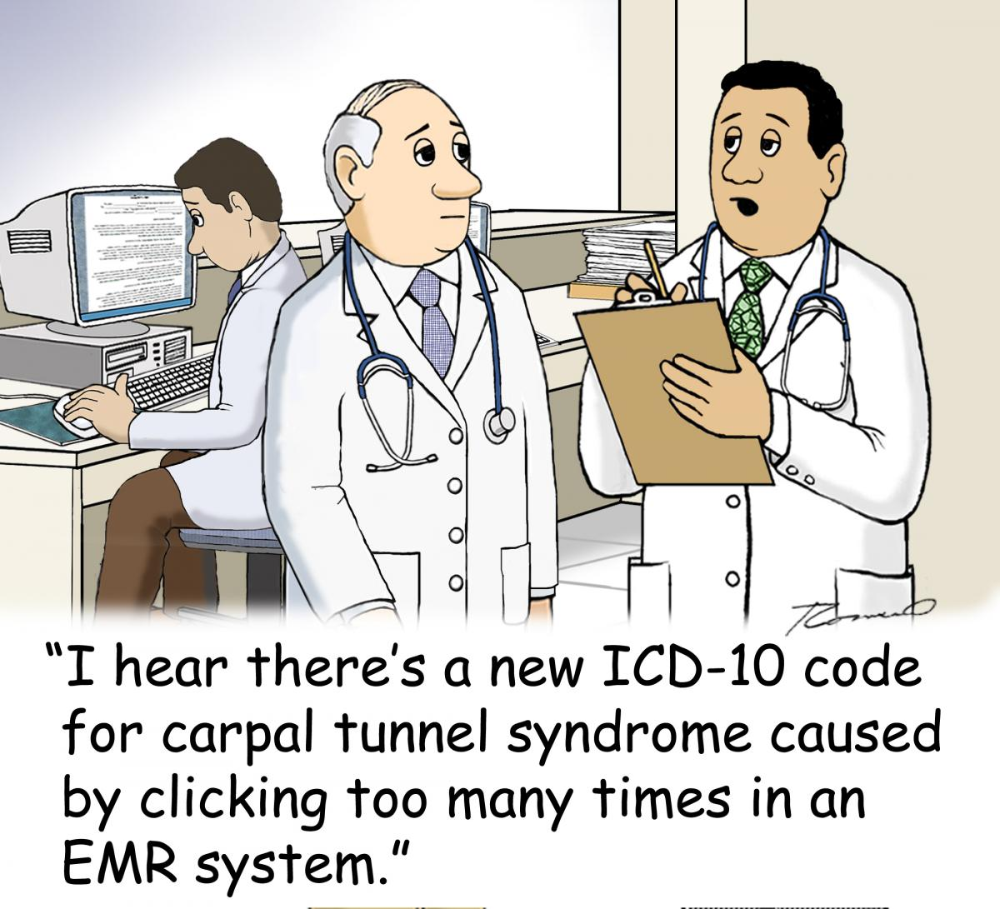 “I hear there’s a new ICD-10 code
for carpal tunnel syndrome caused
by clicking too many times in an
EMR system.”